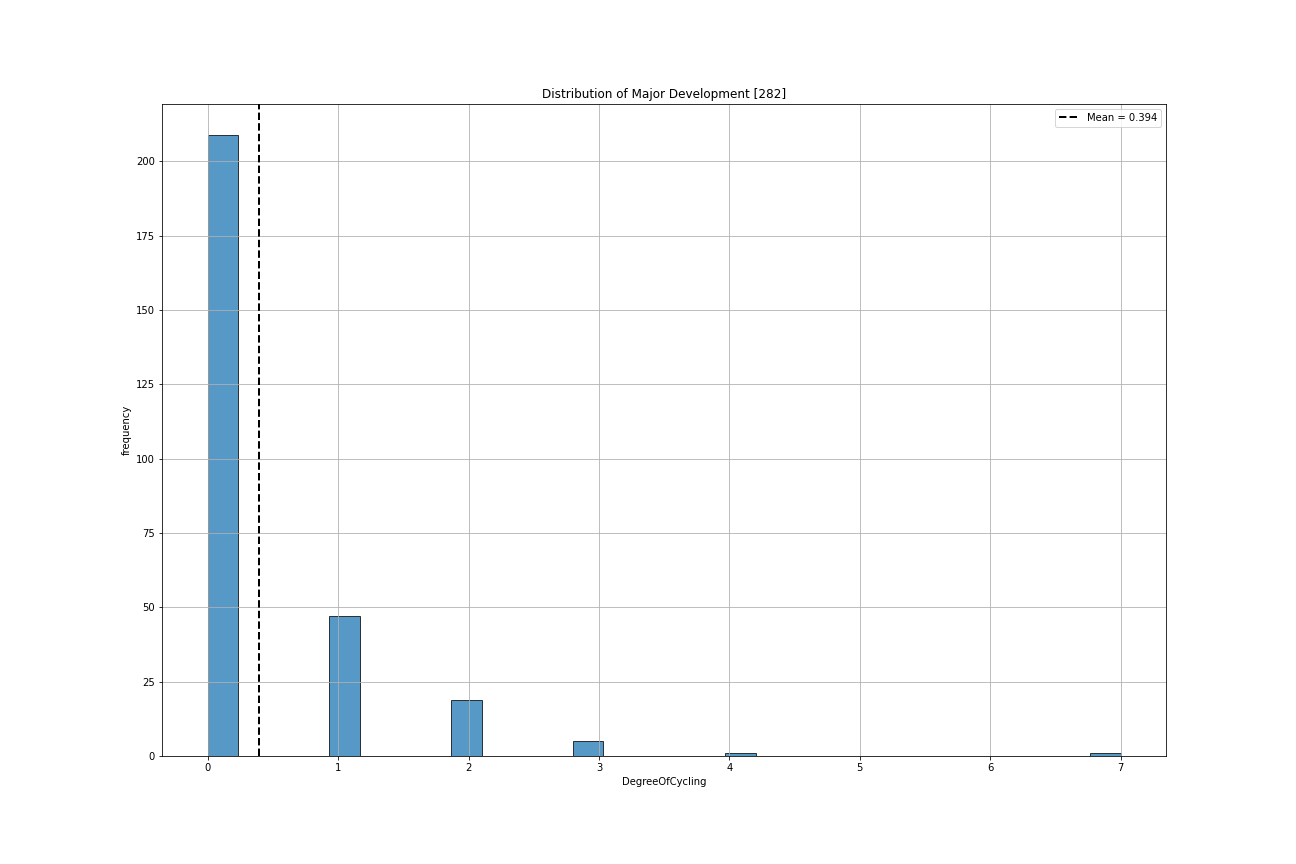 Distribution of Major Development [282]
Mean = 0.394
200
175
150
125
100
75
50
25
0
frequency
0 1 2 3 4 5 6 7
DegreeOfCycling